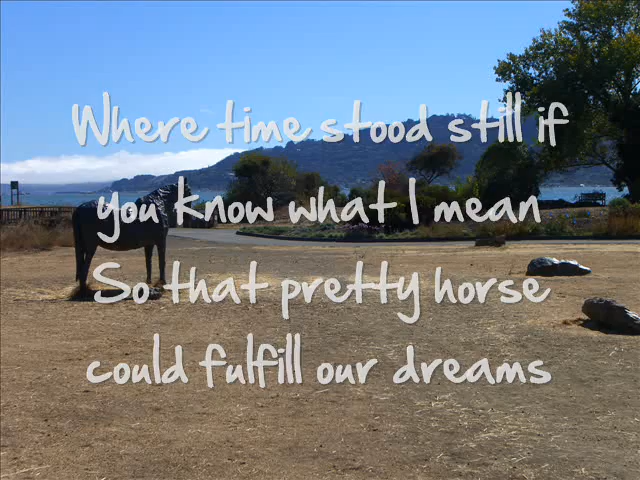 Where time stood still if
you know what I mean
So that pretty horse
could fulfill our dreams